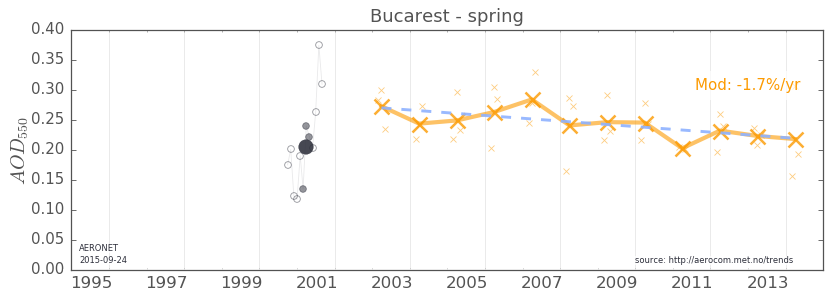 Bucarest - spring
0.40
0.35
0.30
0.25
0.20
0.15
0.10
0.05
0.00
AOD550
Mod: -1.7%/yr
AERONET
2015-09-24
source: http://aerocom.met.no/trends
1995 1997 1999 2001 2003 2005 2007 2009 2011 2013